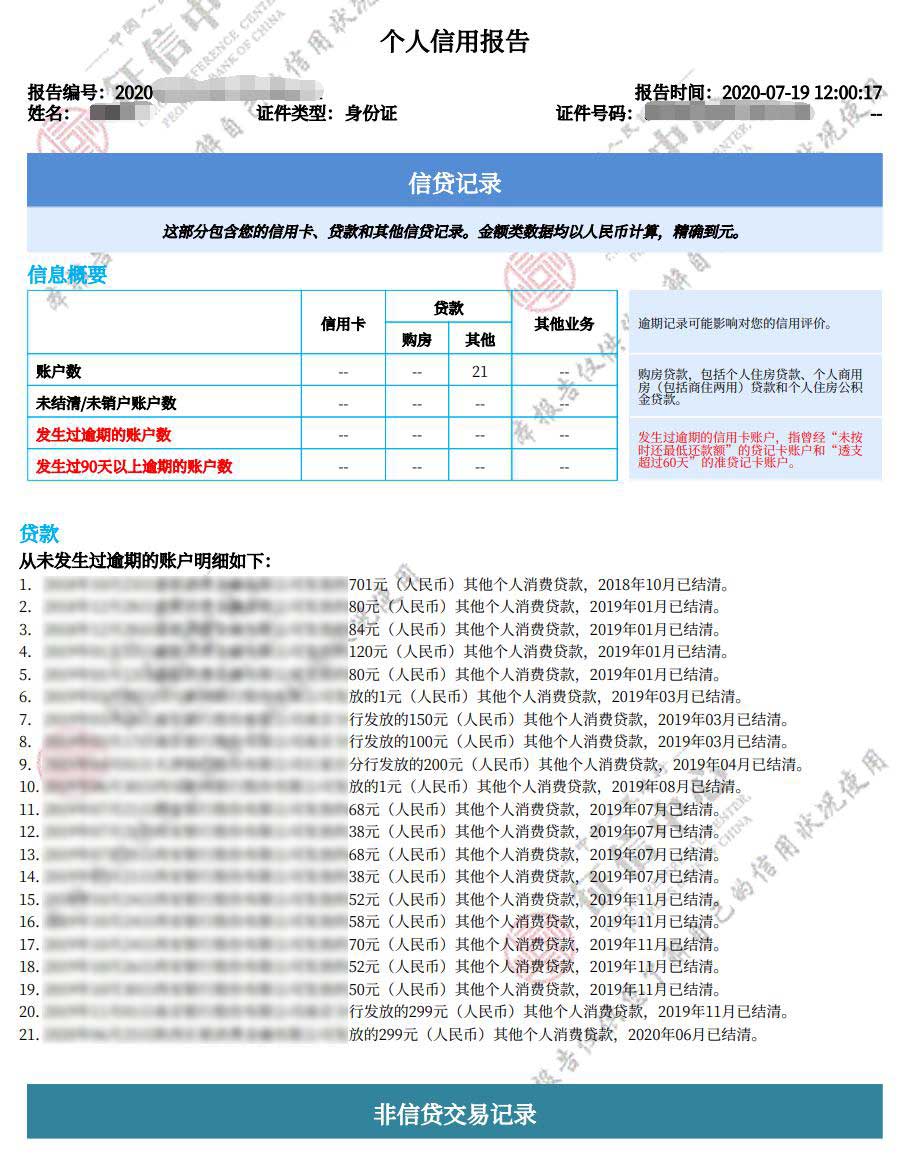 个人信用报告
报告编号：2020
报告时间：2020-07-19 12:00:17
姓名：
证件类型：身份证
证件号码：
--
信贷记录
这部分包含您的信用卡、贷款和其他信贷记录。金额类数据均以人民币计算，精确到元。
信息概要
信用卡
贷款
其他业务
购房
其他
账户数 -- -- 21 --
未结清/未销户账户数 -- -- -- --
发生过逾期的账户数 -- -- -- --
发生过90天以上逾期的账户数 -- -- -- --
逾期记录可能影响对您的信用评价。
购房贷款，包括个人住房贷款、个人商用
房（包括商住两用）贷款和个人住房公积
金贷款。
发生过逾期的信用卡账户，指曾经“未按
时还最低还款额”的贷记卡账户和“透支
超过60天”的准贷记卡账户。
贷款
从未发生过逾期的账户明细如下：
1. 701元（人民币）其他个人消费贷款，2018年10月已结清。
2. 80元（人民币）其他个人消费贷款，2019年01月已结清。
3. 84元（人民币）其他个人消费贷款，2019年01月已结清。
4. 120元（人民币）其他个人消费贷款，2019年01月已结清。
5. 80元（人民币）其他个人消费贷款，2019年01月已结清。
6. 放的1元（人民币）其他个人消费贷款，2019年03月已结清。
7. 行发放的150元（人民币）其他个人消费贷款，2019年03月已结清。
8. 行发放的100元（人民币）其他个人消费贷款，2019年03月已结清。
9. 分行发放的200元（人民币）其他个人消费贷款，2019年04月已结清。
10. 放的1元（人民币）其他个人消费贷款，2019年08月已结清。
11. 68元（人民币）其他个人消费贷款，2019年07月已结清。
12. 38元（人民币）其他个人消费贷款，2019年07月已结清。
13. 68元（人民币）其他个人消费贷款，2019年07月已结清。
14. 38元（人民币）其他个人消费贷款，2019年07月已结清。
15. 52元（人民币）其他个人消费贷款，2019年11月已结清。
16. 58元（人民币）其他个人消费贷款，2019年11月已结清。
17. 70元（人民币）其他个人消费贷款，2019年11月已结清。
18. 52元（人民币）其他个人消费贷款，2019年11月已结清。
19. 50元（人民币）其他个人消费贷款，2019年11月已结清。
20. 行发放的299元（人民币）其他个人消费贷款，2019年11月已结清。
21. 放的299元（人民币）其他个人消费贷款，2020年06月已结清。
非信贷交易记录